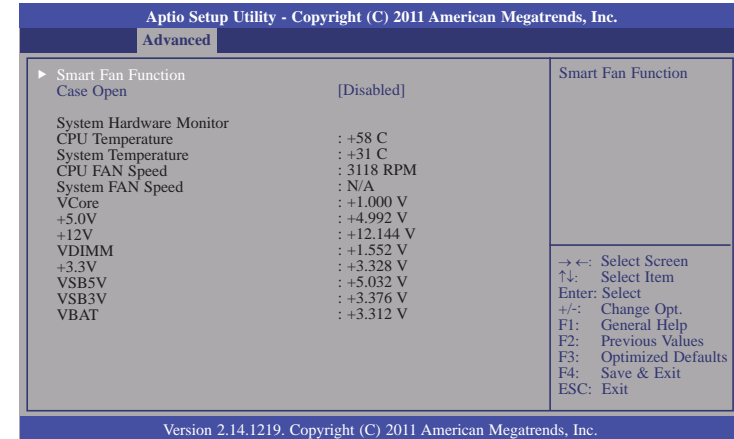 Aptio Setup Utility - Copyright (C) 2011 American Megatrends, Inc.
Advanced
► Smart Fan Function
Case Open [Disabled]
System Hardware Monitor
CPU Temperature : +58 C
System Temperature : +31 C
CPU FAN Speed : 3118 RPM
System FAN Speed : N/A
VCore : +1.000 V
+5.0V : +4.992 V
+12V : +12.144 V
VDIMM : +1.552 V
+3.3V : +3.328 V
VSB5V : +5.032 V
VSB3V : +3.376 V
VBAT : +3.312 V
Smart Fan Function
→ ←: Select Screen
↑↓: Select Item
Enter: Select
+/-: Change Opt.
F1: General Help
F2: Previous Values
F3: Optimized Defaults
F4: Save & Exit
ESC: Exit
Version 2.14.1219. Copyright (C) 2011 American Megatrends, Inc.